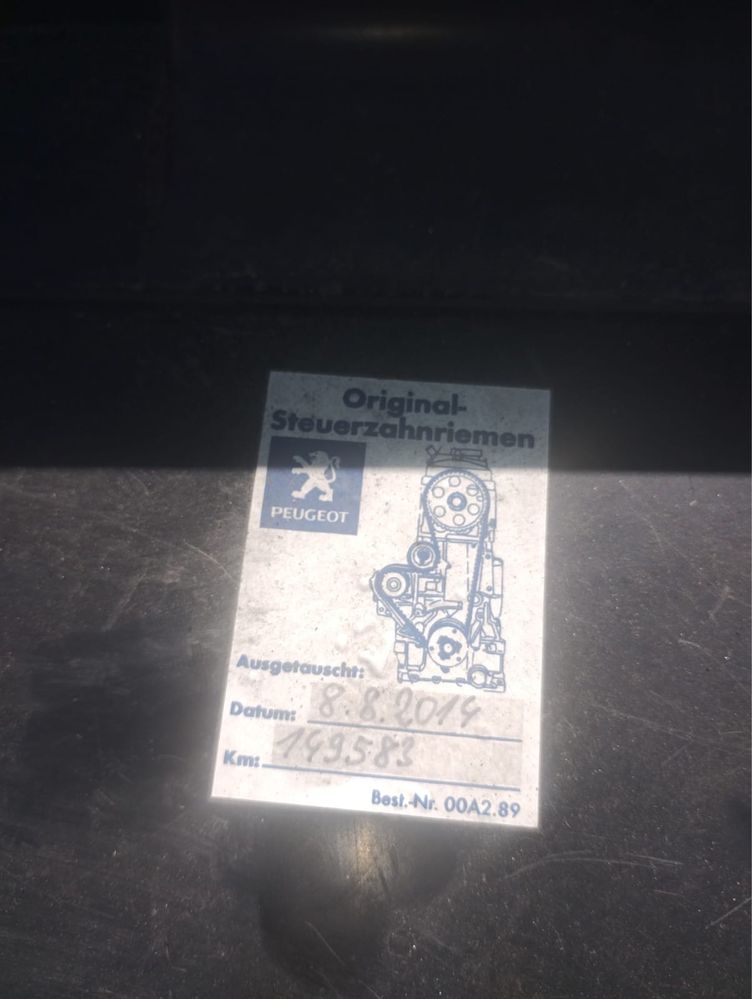 Original-
Steuerzahnriemen
PEUGEOT
Ausgetauscht:
Datum: 8.8.2014
Km: 149583
Best.-Nr. 00A2.89